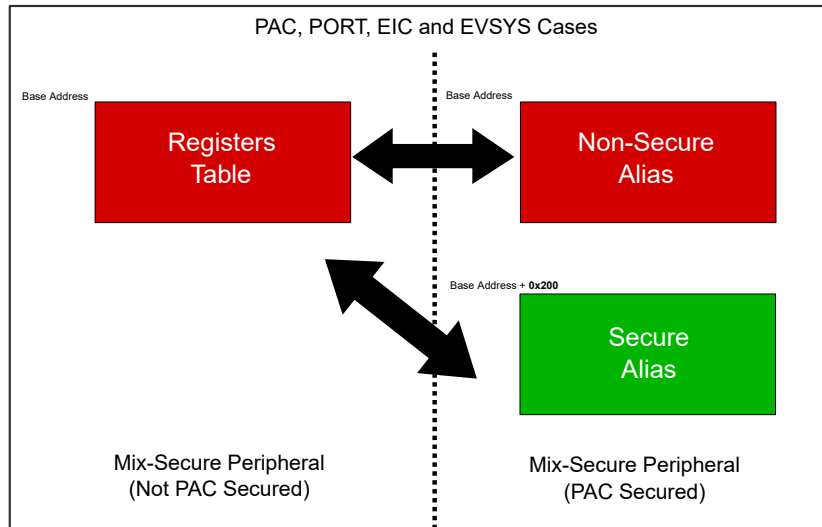 PAC, PORT, EIC and EVSYS Cases
Base Address
Registers
Table
Base Address
Non-Secure
Alias
Base Address + 0x200
Secure
Alias
Mix-Secure Peripheral
(Not PAC Secured)
Mix-Secure Peripheral
(PAC Secured)